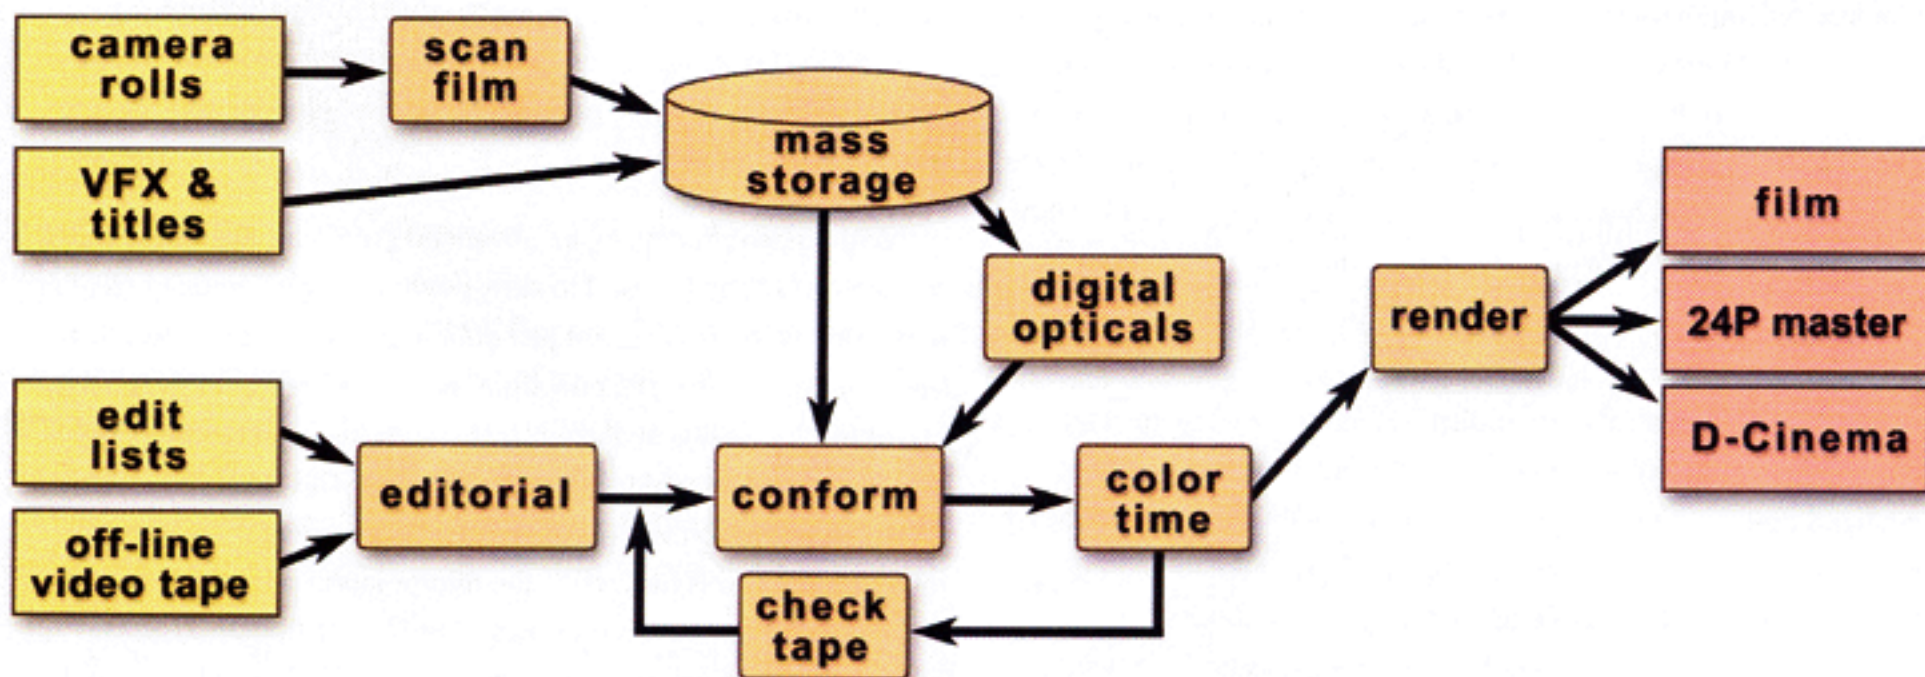 camera
rolls
scan
film
mass
storage
VFX &
titles
film
digital
opticals
render
24P master
edit
lists
D-Cinema
editorial
conform
color
time
off-line
video tape
check
tape